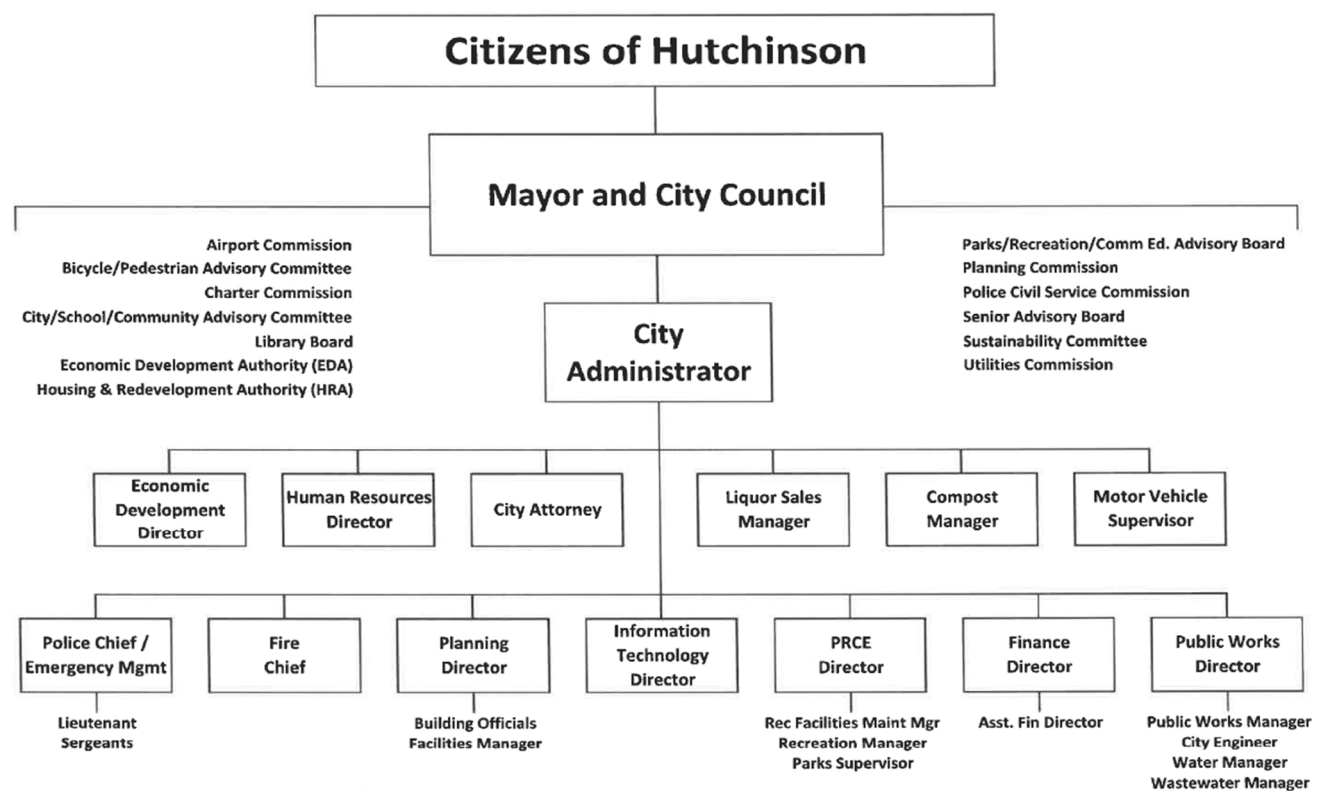 Citizens of Hutchinson
Mayor and City Council
Airport Commission
Bicycle/Pedestrian Advisory Committee
Charter Commission
City/School/Community Advisory Committee
Library Board
Economic Development Authority (EDA)
Housing & Redevelopment Authority (HRA)
Parks/Recreation/Comm Ed. Advisory Board
Planning Commission
Police Civil Service Commission
Senior Advisory Board
Sustainability Committee
Utilities Commission
City
Administrator
Economic
Development
Director
Human Resources
Director
City Attorney
Liquor Sales
Manager
Compost
Manager
Motor Vehicle
Supervisor
Police Chief /
Emergency Mgmt
Lieutenant
Sergeants
Fire
Chief
Planning
Director
Building Officials
Facilities Manager
Information
Technology
Director
PRCE
Director
Rec Facilities Maint Mgr
Recreation Manager
Parks Supervisor
Finance
Director
Asst. Fin Director
Public Works
Director
Public Works Manager
City Engineer
Water Manager
Wastewater Manager